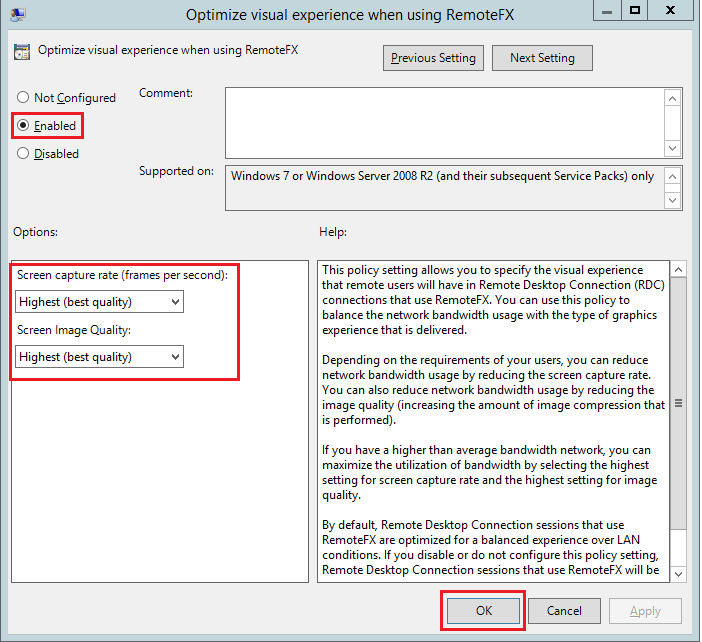 Optimize visual experience when using RemoteFX
Optimize visual experience when using RemoteFX
Previous Setting
Next Setting
Not Configured
Comment:
Enabled
Disabled
Supported on:
Windows 7 or Windows Server 2008 R2 (and their subsequent Service Packs) only
Options:
Help:
Screen capture rate (frames per second):
Highest (best quality)
Screen Image Quality:
Highest (best quality)
This policy setting allows you to specify the visual experience
that remote users will have in Remote Desktop Connection (RDC)
connections that use RemoteFX. You can use this policy to
balance the network bandwidth usage with the type of graphics
experience that is delivered.
Depending on the requirements of your users, you can reduce
network bandwidth usage by reducing the screen capture rate.
You can also reduce network bandwidth usage by reducing the
image quality (increasing the amount of image compression that
is performed).
If you have a higher than average bandwidth network, you can
maximize the utilization of bandwidth by selecting the highest
setting for screen capture rate and the highest setting for image
quality.
By default, Remote Desktop Connection sessions that use
RemoteFX are optimized for a balanced experience over LAN
conditions. If you disable or do not configure this policy setting,
Remote Desktop Connection sessions that use RemoteFX will be
OK
Cancel
Apply